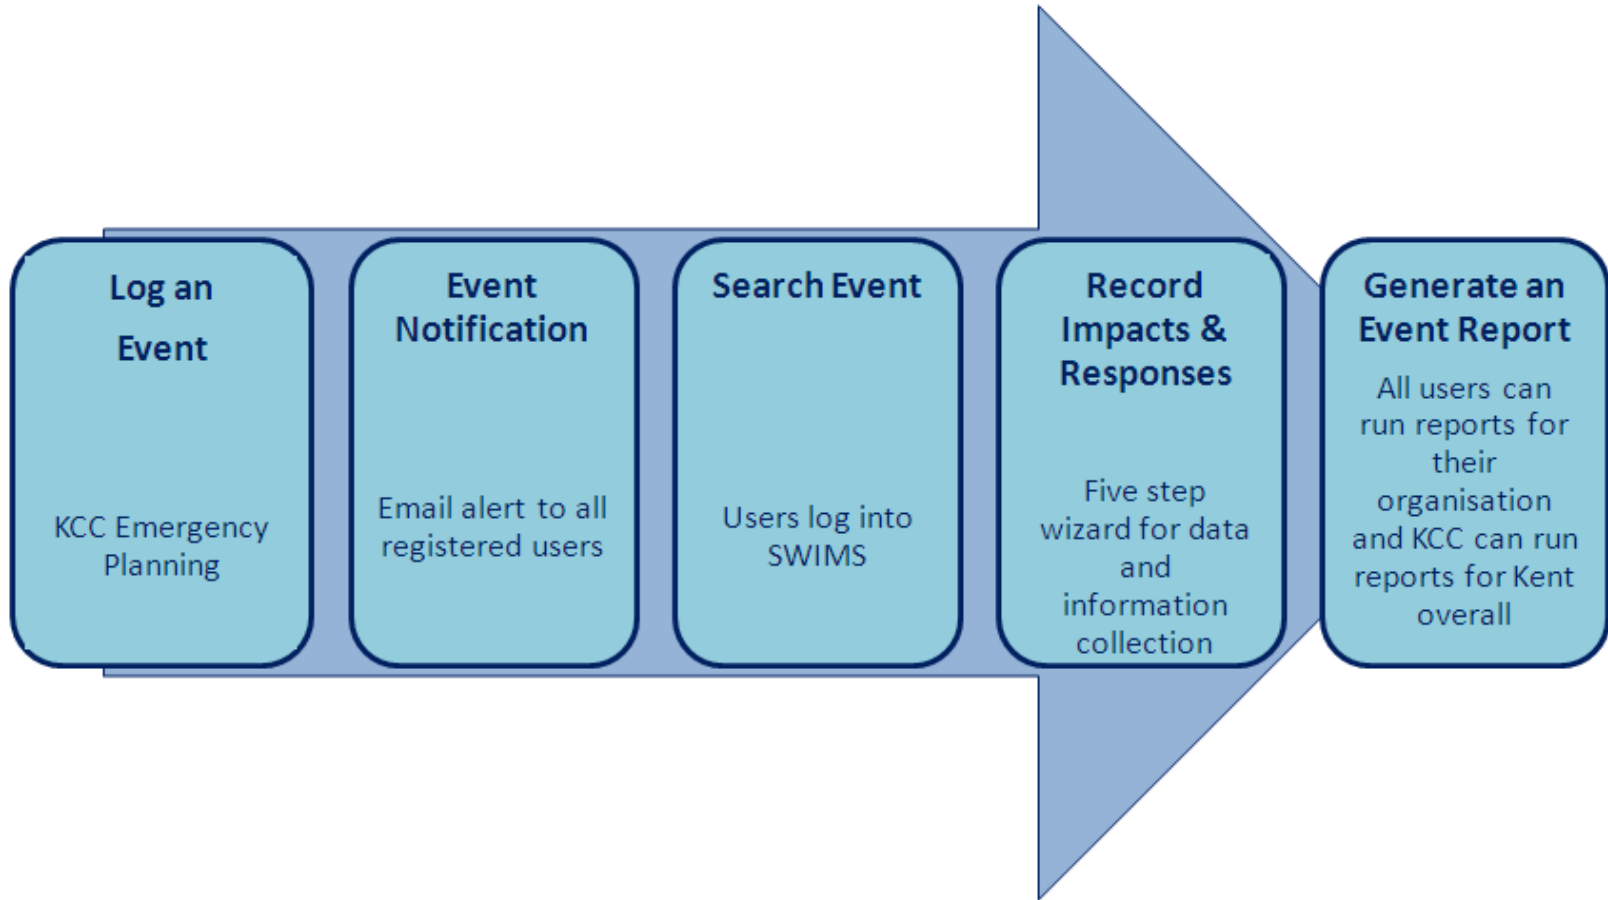 Log an
Event
KCC Emergency
Planning
Event
Notification
Email alert to all
registered users
Search Event
Users log into
SWIMS
Record
Impacts &
Responses
Five step
wizard for data
and
information
collection
Generate an
Event Report
All users can
run reports for
their
organisation
and KCC can run
reports for Kent
overall